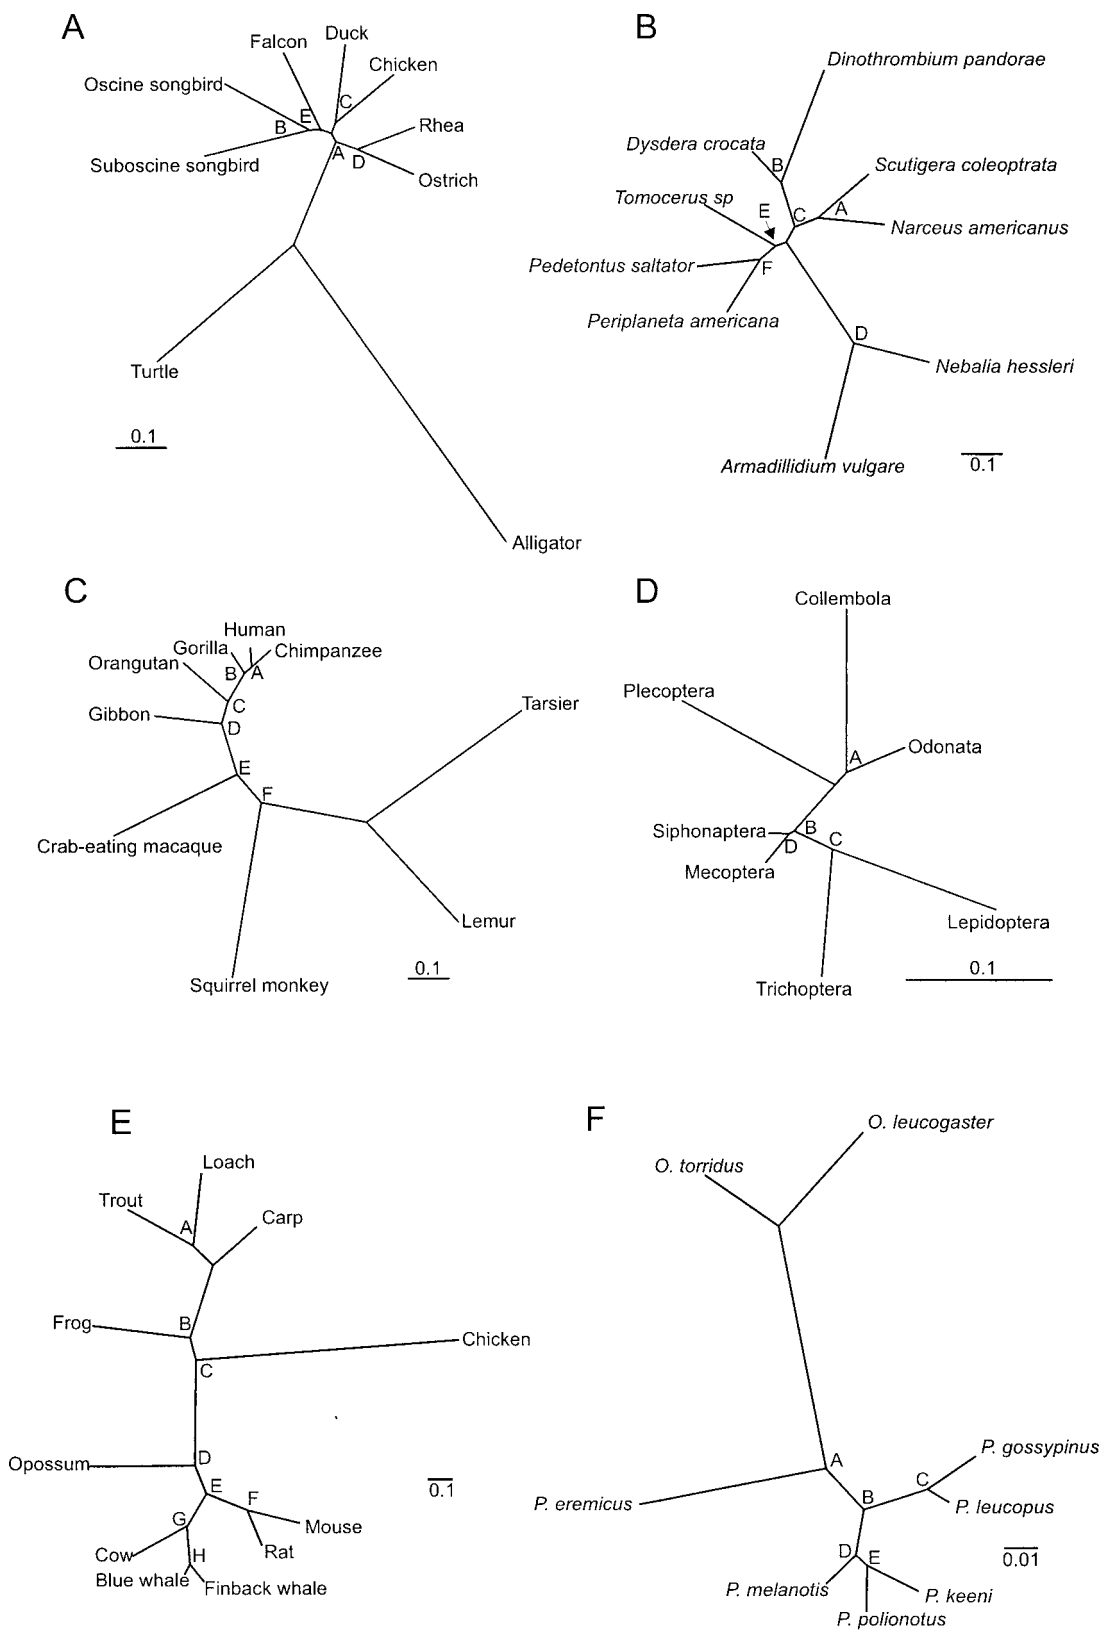 A
Falcon
Duck
Chicken
Oscine songbird
E
C
B
Rhea
Suboscine songbird
A
D
Ostrich
Turtle
0.1
Alligator
B
Dinothrombium pandorae
Dysdera crocata
B
Scutigera coleoptrata
Tomocerus sp
E
C
A
Narceus americanus
Pedetontus saltator
F
Periplaneta americana
D
Nebalia hessleri
Armadillidium vulgare
0.1
C
Human
Gorilla
Chimpanzee
Orangutan
B
A
C
Gibbon
D
Tarsier
E
F
Crab-eating macaque
Lemur
0.1
Squirrel monkey
D
Collembola
Plecoptera
Odonata
A
Siphonaptera
B
D
C
Mecoptera
Lepidoptera
0.1
Trichoptera
E
Loach
Trout
A
Carp
Frog
B
Chicken
C
Opossum
D
E
0.1
F
G
Mouse
Cow
H
Rat
Blue whale
Finback whale
F
O. leucogaster
O. torridus
A
P. gossypinus
C
P. eremicus
B
P. leucopus
D
E
0.01
P. melanotis
P. keeni
P. polionotus